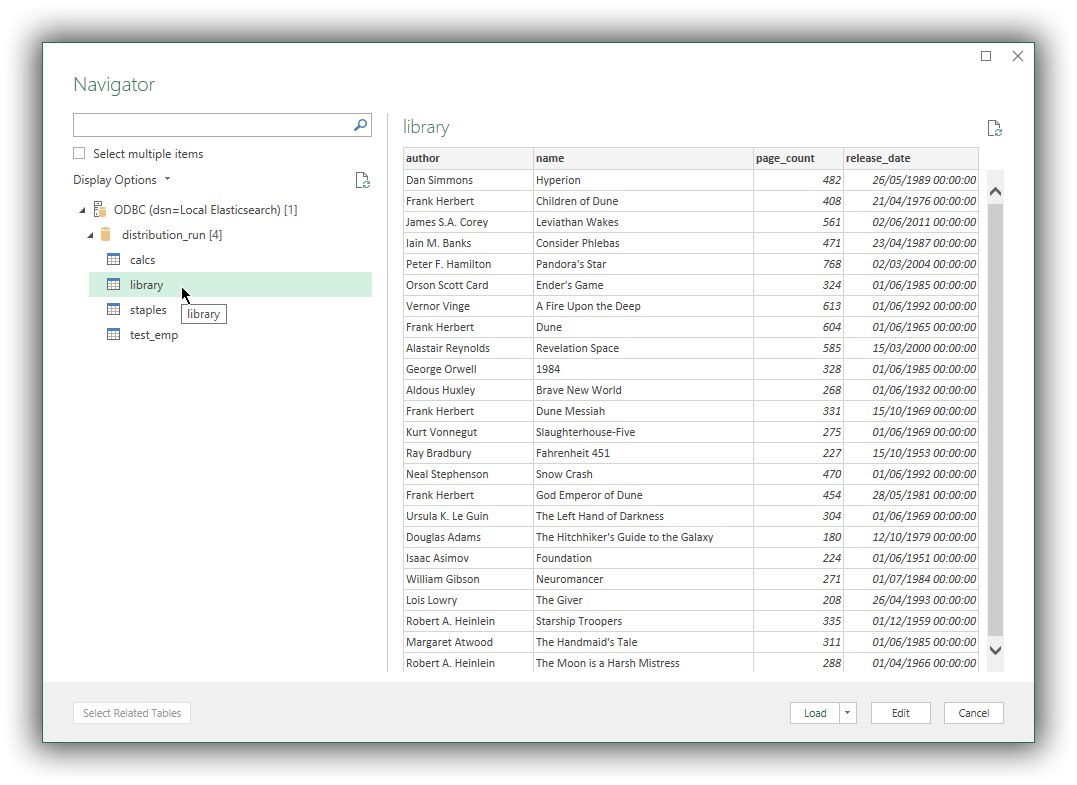 Navigator
Select multiple items
Display Options
ODBC (dsn=Local Elasticsearch) [1]
distribution_run [4]
calcs
library
staples
library
test_emp
library
author name page_count release_date
Dan Simmons Hyperion 482 26/05/1989 00:00:00
Frank Herbert Children of Dune 408 21/04/1976 00:00:00
James S.A. Corey Leviathan Wakes 561 02/06/2011 00:00:00
Iain M. Banks Consider Phlebas 471 23/04/1987 00:00:00
Peter F. Hamilton Pandora's Star 768 02/03/2004 00:00:00
Orson Scott Card Ender's Game 324 01/06/1985 00:00:00
Vernor Vinge A Fire Upon the Deep 613 01/06/1992 00:00:00
Frank Herbert Dune 604 01/06/1965 00:00:00
Alastair Reynolds Revelation Space 585 15/03/2000 00:00:00
George Orwell 1984 328 01/06/1985 00:00:00
Aldous Huxley Brave New World 268 01/06/1932 00:00:00
Frank Herbert Dune Messiah 331 15/10/1969 00:00:00
Kurt Vonnegut Slaughterhouse-Five 275 01/06/1969 00:00:00
Ray Bradbury Fahrenheit 451 227 15/10/1953 00:00:00
Neal Stephenson Snow Crash 470 01/06/1992 00:00:00
Frank Herbert God Emperor of Dune 454 28/05/1981 00:00:00
Ursula K. Le Guin The Left Hand of Darkness 304 01/06/1969 00:00:00
Douglas Adams The Hitchhiker's Guide to the Galaxy 180 12/10/1979 00:00:00
Isaac Asimov Foundation 224 01/06/1951 00:00:00
William Gibson Neuromancer 271 01/07/1984 00:00:00
Lois Lowry The Giver 208 26/04/1993 00:00:00
Robert A. Heinlein Starship Troopers 335 01/12/1959 00:00:00
Margaret Atwood The Handmaid's Tale 311 01/06/1985 00:00:00
Robert A. Heinlein The Moon is a Harsh Mistress 288 01/04/1966 00:00:00
Select Related Tables
Load
Edit
Cancel